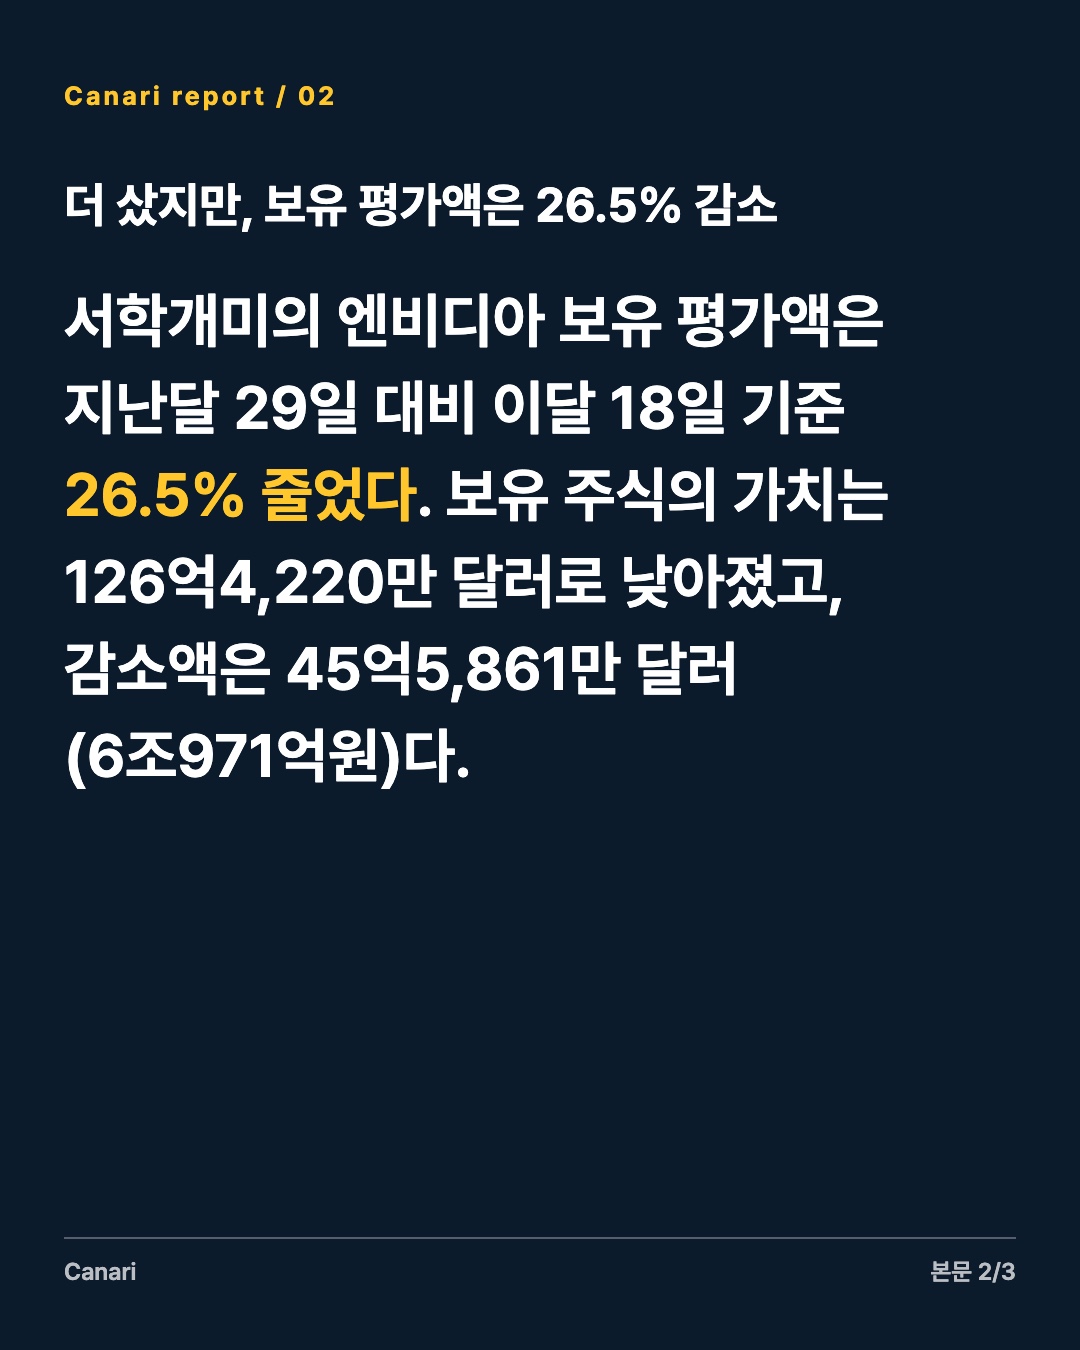 Canari report / 02
더 샀지만, 보유 평가액은 26.5% 감소
서학개미의 엔비디아 보유 평가액은
지난달 29일 대비 이달 18일 기준
26.5% 줄었다. 보유 주식의 가치는
126억4,220만 달러로 낮아졌고,
감소액은 45억5,861만 달러
(6조971억원)다.
Canari
본문 2/3